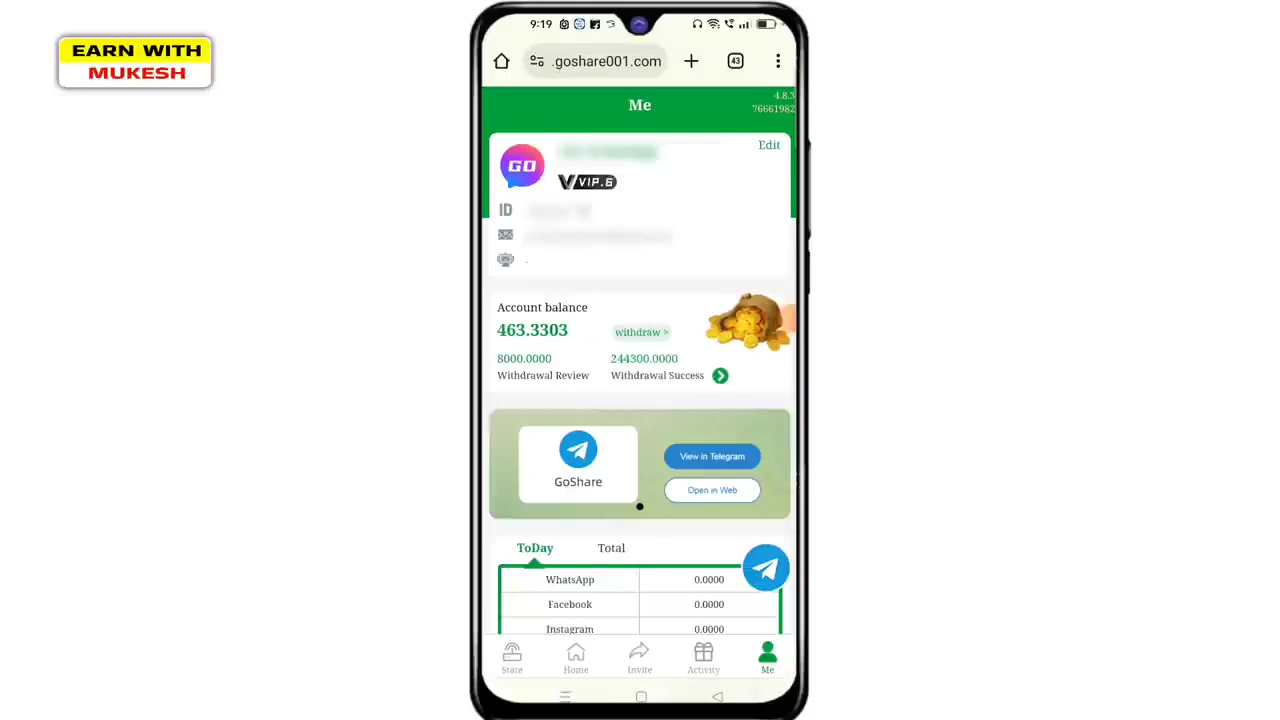 EARN WITH
MUKESH
9:19
.goshare001.com
43
Me
4.8.3
76661982
GO
Edit
V VIP.6
ID
.
Account balance
463.3303
withdraw >
8000.0000
244300.0000
Withdrawal Review
Withdrawal Success
GoShare
View in Telegram
Open in Web
ToDay
Total
WhatsApp
0.0000
Facebook
0.0000
Instagram
0.0000
State
Home
Invite
Activity
Me